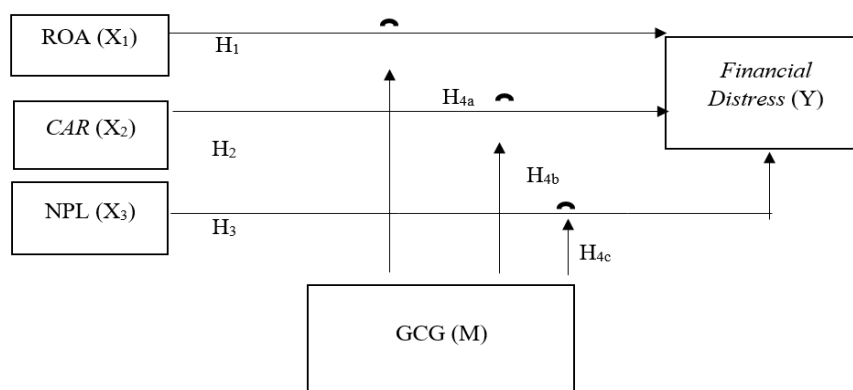 ROA (X₁)
H₁
Financial
Distress (Y)
CAR (X₂)
H₄ₐ
H₂
H₄b
NPL (X₃)
H₃
H₄c
GCG (M)